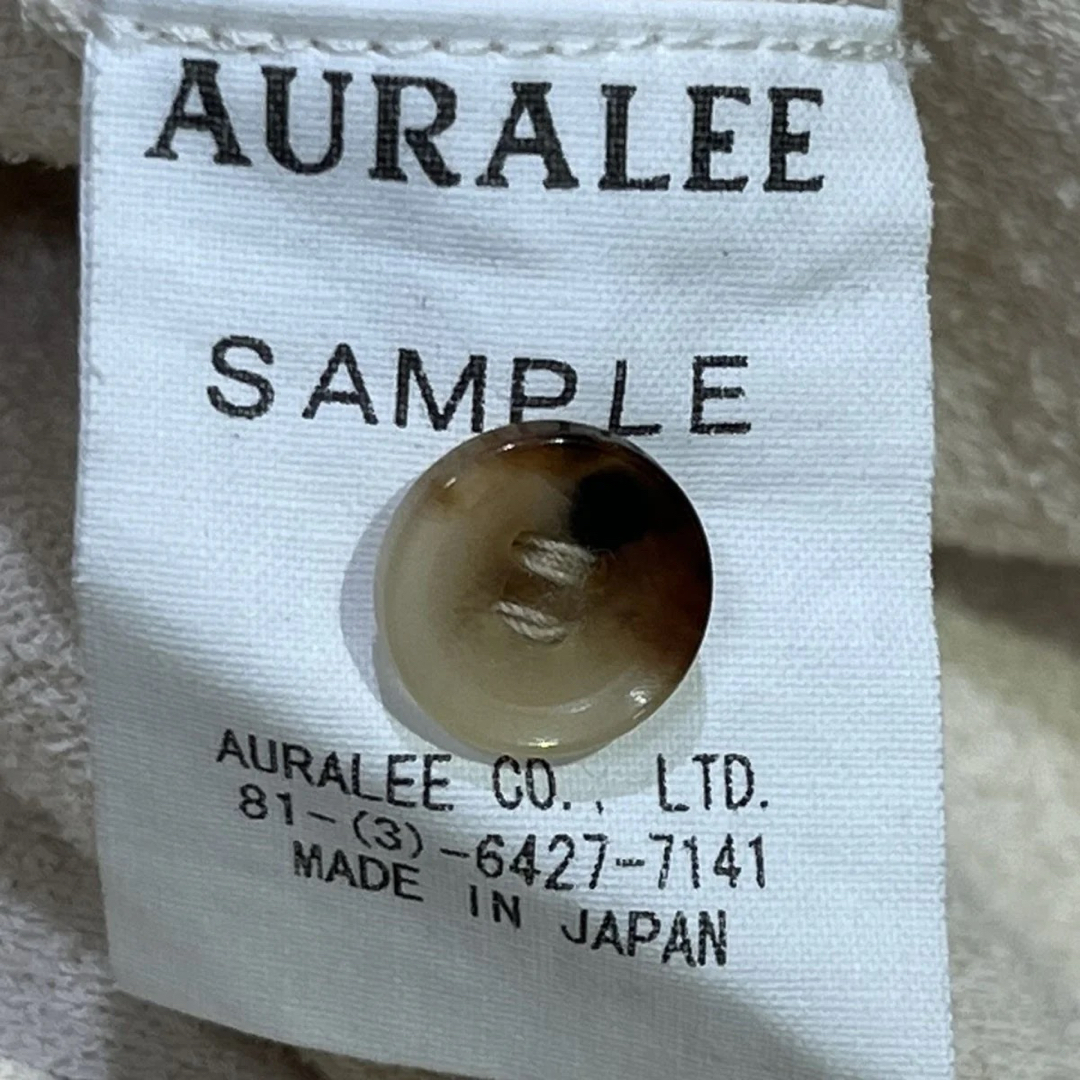 AURALEE
SAMPLE
AURALEE CO., LTD.
81-(3)-6427-7141
MADE IN JAPAN